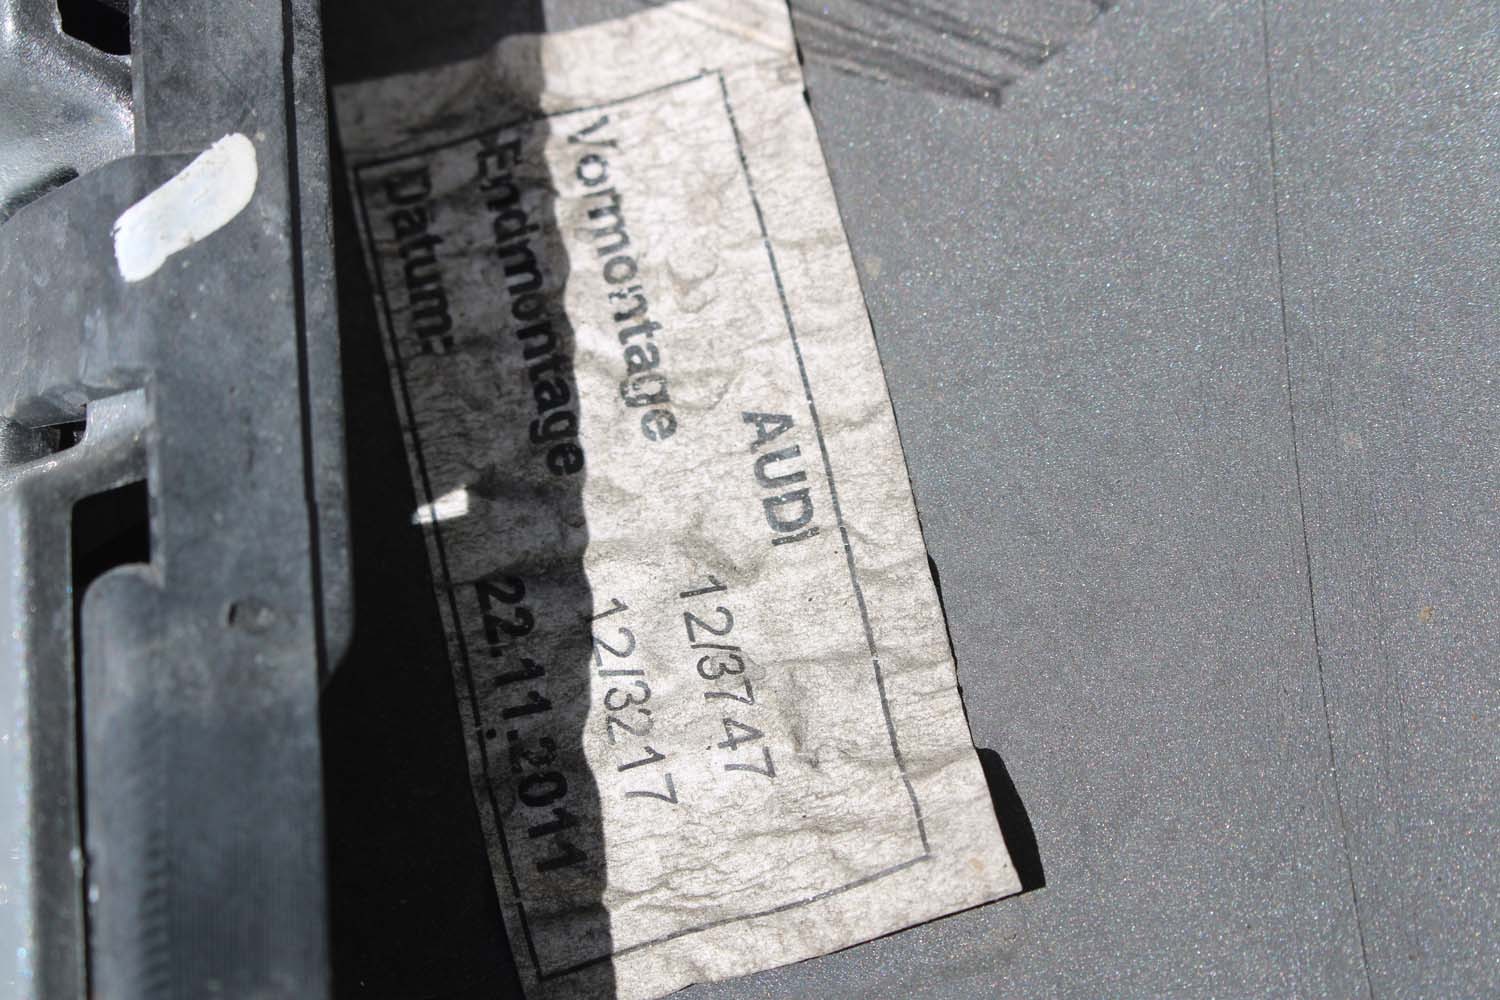 AUDI
Vormontage 12/3747
Endmontage 12/3217
Datum: 22.11.2011